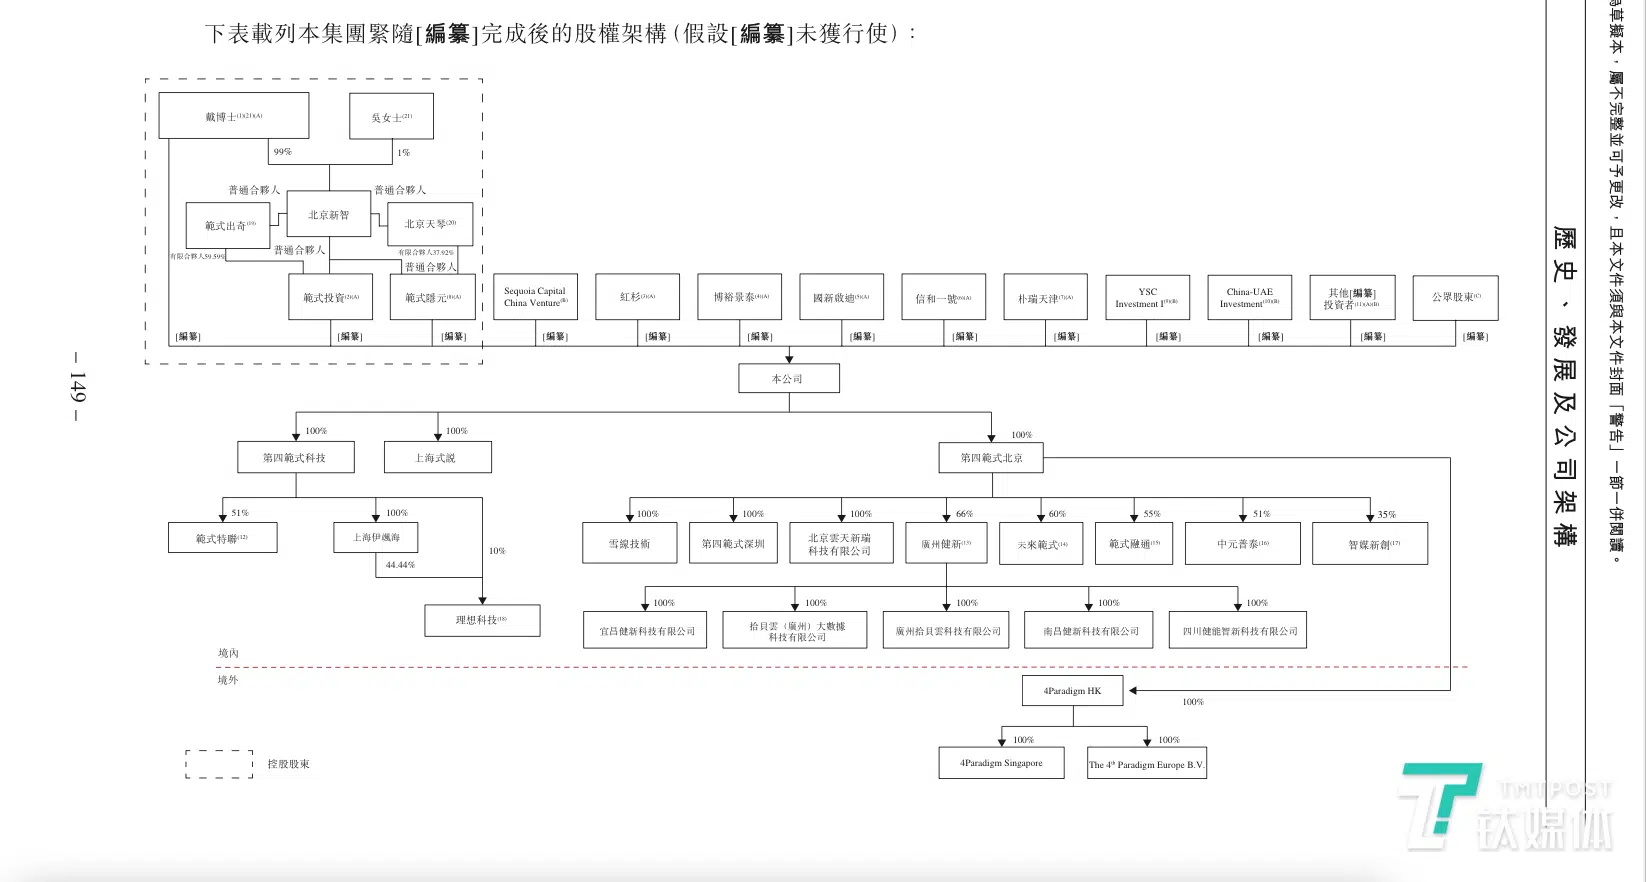 下表載列本集團緊隨[編纂]完成後的股權架構(假設[編纂]未獲行使)：
戴博士(1)(21)(A)
吳女士(21)
99%
1%
普通合夥人
普通合夥人
範式出奇(19)
北京新智
北京天琴(20)
有限合夥人59.59%
普通合夥人
有限合夥人37.92%
普通合夥人
範式投資(2)(A)
範式隱元(8)(A)
Sequoia Capital
China Venture(B)
紅杉(3)(A)
博裕景泰(4)(A)
國新啟迪(5)(A)
信和一號(6)(A)
朴瑞天津(7)(A)
YSC
Investment I(9)(B)
China-UAE
Investment(10)(B)
其他[編纂]
投資者(11)(A)(B)
公眾股東(C)
[編纂]
[編纂]
[編纂]
[編纂]
[編纂]
[編纂]
[編纂]
[編纂]
[編纂]
[編纂]
[編纂]
[編纂]
[編纂]
本公司
100%
100%
100%
第四範式科技
上海式說
第四範式北京
51%
100%
10%
範式特聯(12)
上海伊颯海
44.44%
理想科技(18)
100%
100%
100%
66%
60%
55%
51%
35%
雪線技術
第四範式深圳
北京雲天新瑞
科技有限公司
廣州健新(13)
未來範式(14)
範式融通(15)
中元普泰(16)
智媒新創(17)
100%
100%
100%
100%
100%
宜昌健新科技有限公司
拾貝雲（廣州）大數據
科技有限公司
廣州拾貝雲科技有限公司
南昌健新科技有限公司
四川健能智新科技有限公司
境內
境外
4Paradigm HK
100%
100%
100%
4Paradigm Singapore
The 4th Paradigm Europe B.V.
控股股東
– 149 –
歷史、發展及公司架構
為草擬本，屬不完整並可予更改，且本文件須與本文件封面「警告」一節一併閱讀。
TMTPOST
钛媒体